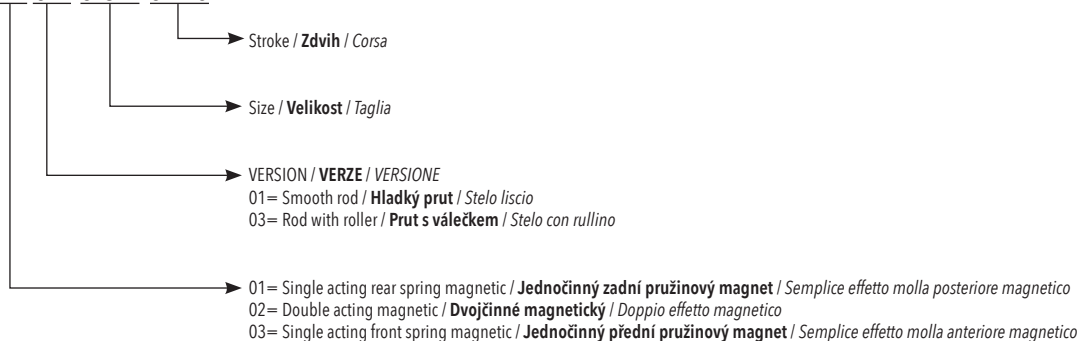 Stroke / Zdvih / Corsa
Size / Velikost / Taglia
VERSION / VERZE / VERSIONE
01= Smooth rod / Hladký prut / Stelo liscio
03= Rod with roller / Prut s válečkem / Stelo con rullino
01= Single acting rear spring magnetic / Jednočinný zadní pružinový magnet / Semplice effetto molla posteriore magnetico
02= Double acting magnetic / Dvojčinné magnetický / Doppio effetto magnetico
03= Single acting front spring magnetic / Jednočinný přední pružinový magnet / Semplice effetto molla anteriore magnetico